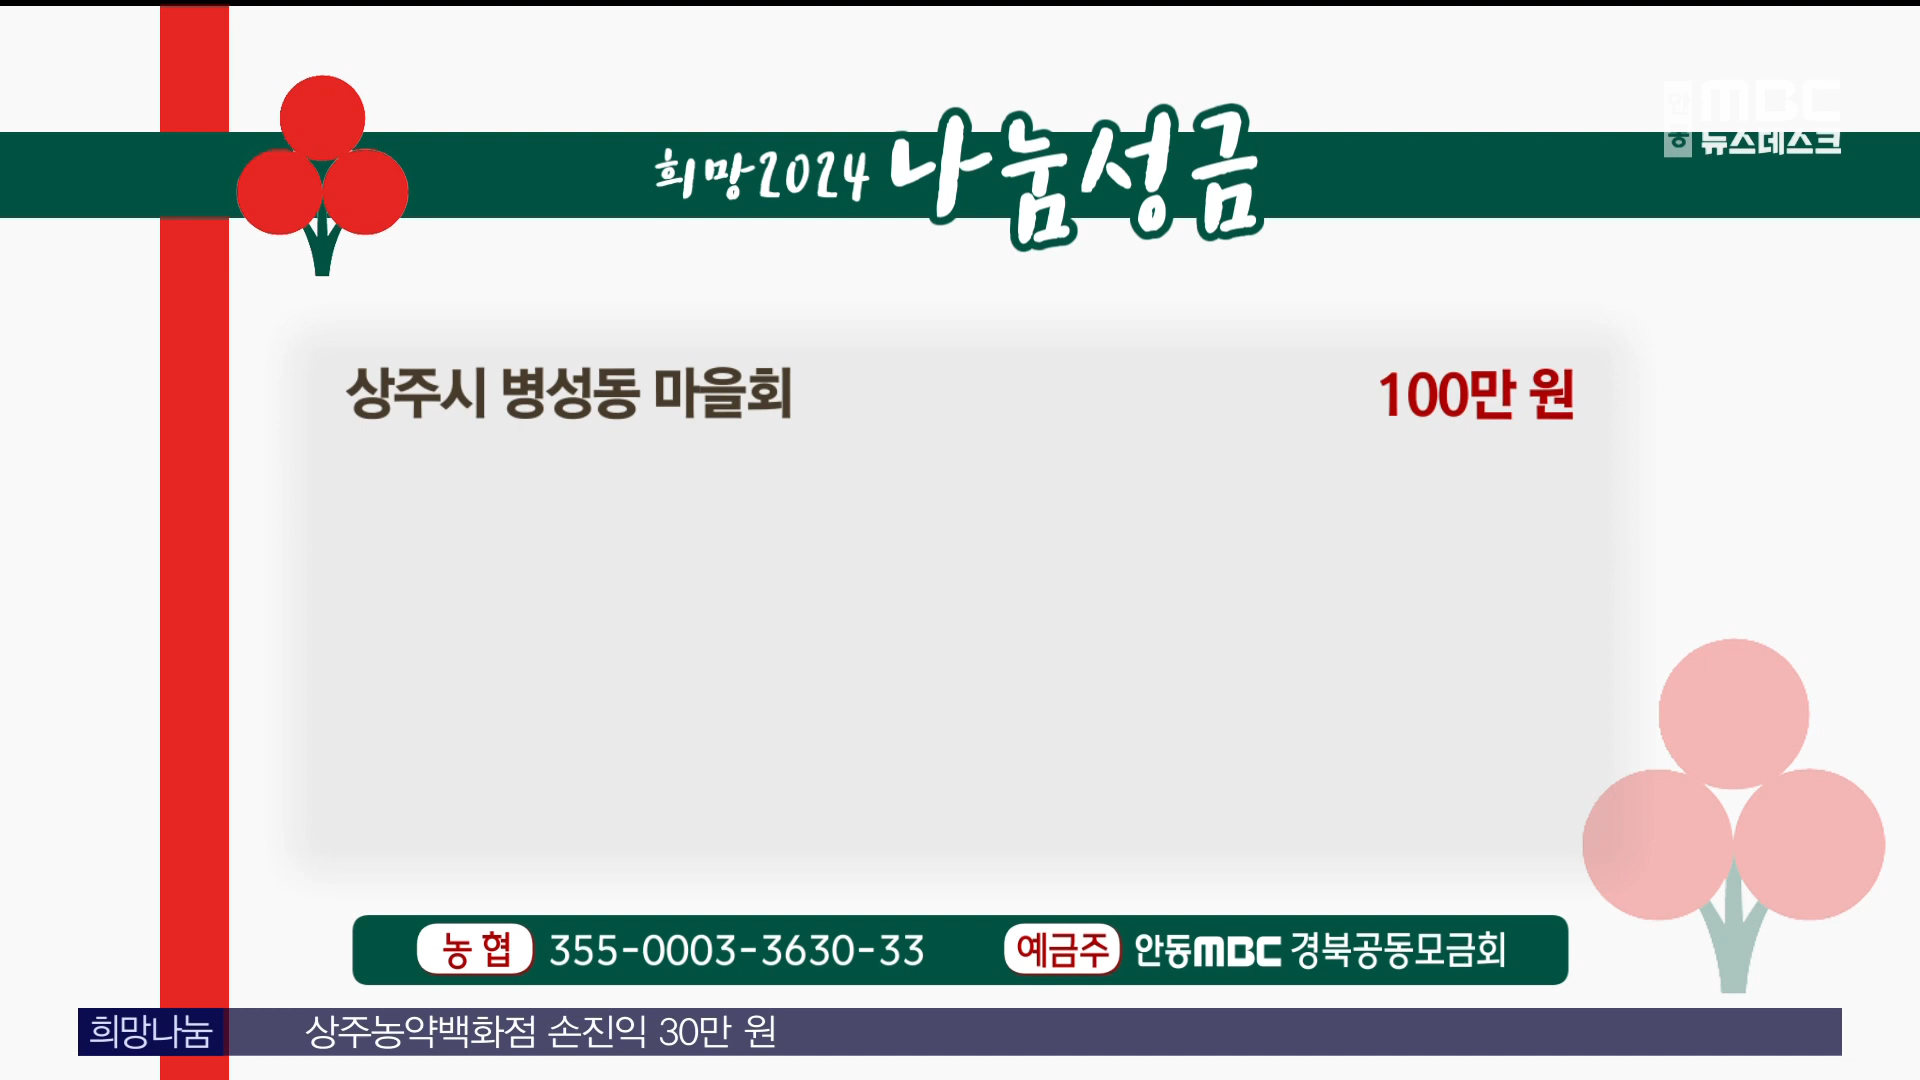 희망2024 나눔성금
안동 MBC
뉴스데스크
상주시 병성동 마을회 100만 원
농협 355-0003-3630-33 예금주 안동MBC 경북공동모금회
희망나눔 상주농약백화점 손진익 30만 원